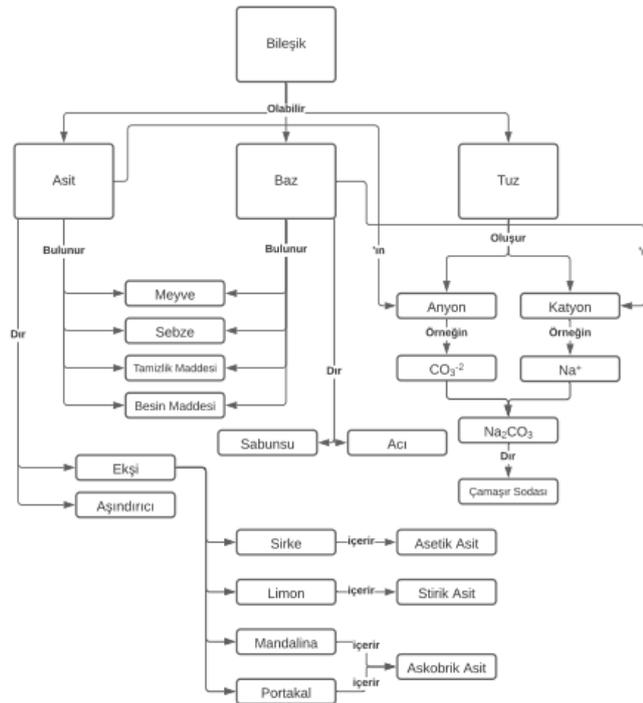 Bileşik
Olabilir
Asit
Baz
Tuz
Bulunur
Bulunur
'ın
Oluşur
Meyve
Anyon
Katyon
Dır
Sebze
Örneğin
Örneğin
Tamizlik Maddesi
Dır
CO₃⁻²
Na⁺
Besin Maddesi
Sabunsu
Acı
Na₂CO₃
Dır
Ekşi
Çamaşır Sodası
Aşındırıcı
Sirke
içerir
Asetik Asit
Limon
içerir
Stirik Asit
Mandalina
içerir
Askobrik Asit
Portakal
içerir